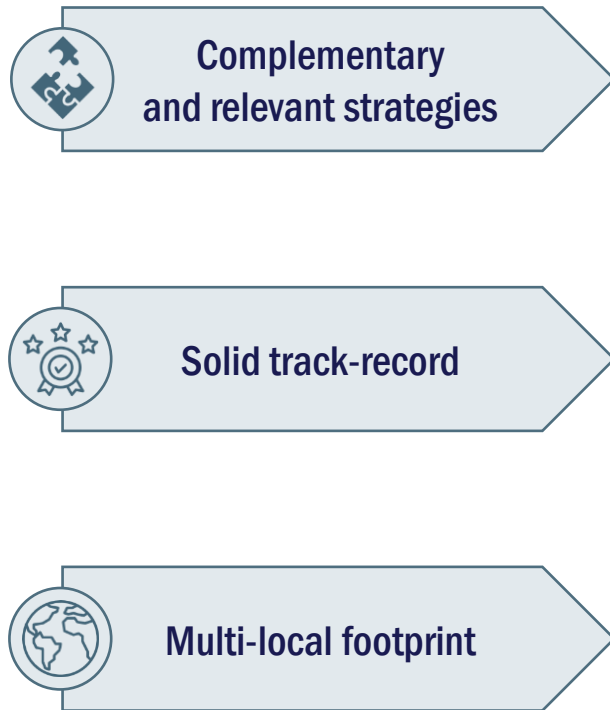 Complementary
and relevant strategies
Solid track-record
Multi-local footprint